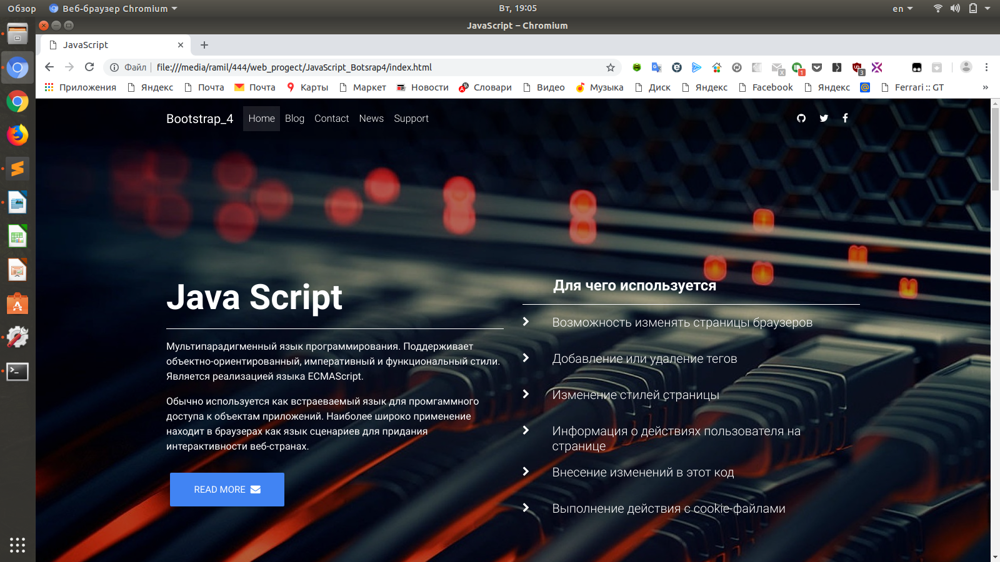 Обзор
Веб-браузер Chromium
Вт, 19:05
en
JavaScript – Chromium
JavaScript
Файл
file:///media/ramil/444/web_progect/JavaScript_Botsrap4/index.html
1
3
Приложения
Яндекс
Почта
Почта
Карты
Маркет
Новости
Словари
Видео
Музыка
Диск
Яндекс
Facebook
Яндекс
Ferrari :: GT
»
Bootstrap_4
Home
Blog
Contact
News
Support
Java Script
Мультипарадигменный язык программирования. Поддерживает
объектно-ориентированный, императивный и функциональный стили.
Является реализацией языка ECMAScript.
Обычно используется как встраеваемый язык для промгаммного
доступа к объектам приложений. Наиболее широко применение
находит в браузерах как язык сценариев для придания
интерактивности веб-странах.
READ MORE
Для чего используется
Возможность изменять страницы браузеров
Добавление или удаление тегов
Изменение стилей страницы
Информация о действиях пользователя на
странице
Внесение изменений в этот код
Выполнение действия с cookie-файлами